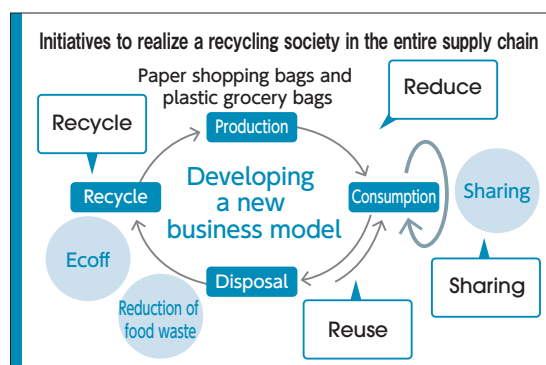 Initiatives to realize a recycling society in the entire supply chain
Paper shopping bags and
plastic grocery bags
Reduce
Recycle
Production
Developing
a new
business model
Recycle
Consumption
Sharing
Ecoff
Disposal
Reduction of
food waste
Reuse
Sharing